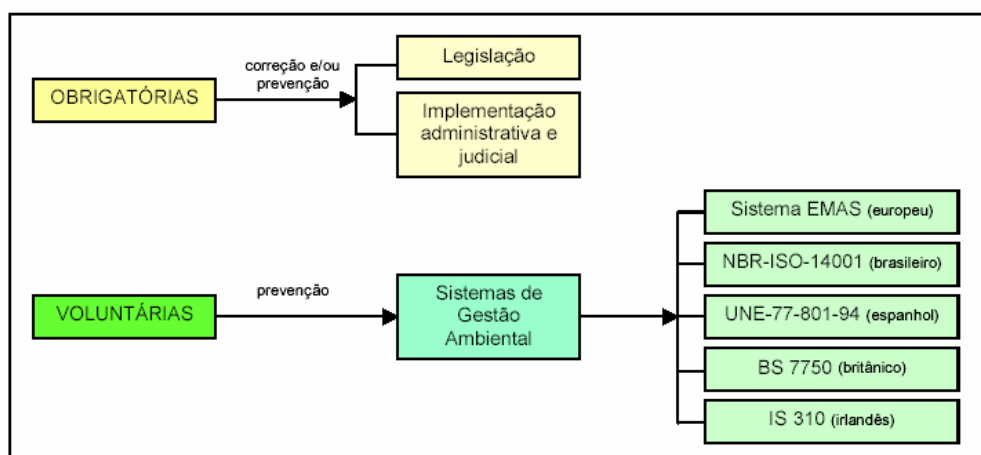 OBRIGATÓRIAS
correção e/ou
prevenção
Legislação
Implementação
administrativa e
judicial
VOLUNTÁRIAS
prevenção
Sistemas de
Gestão
Ambiental
Sistema EMAS (europeu)
NBR-ISO-14001 (brasileiro)
UNE-77-801-94 (espanhol)
BS 7750 (britânico)
IS 310 (irlandês)